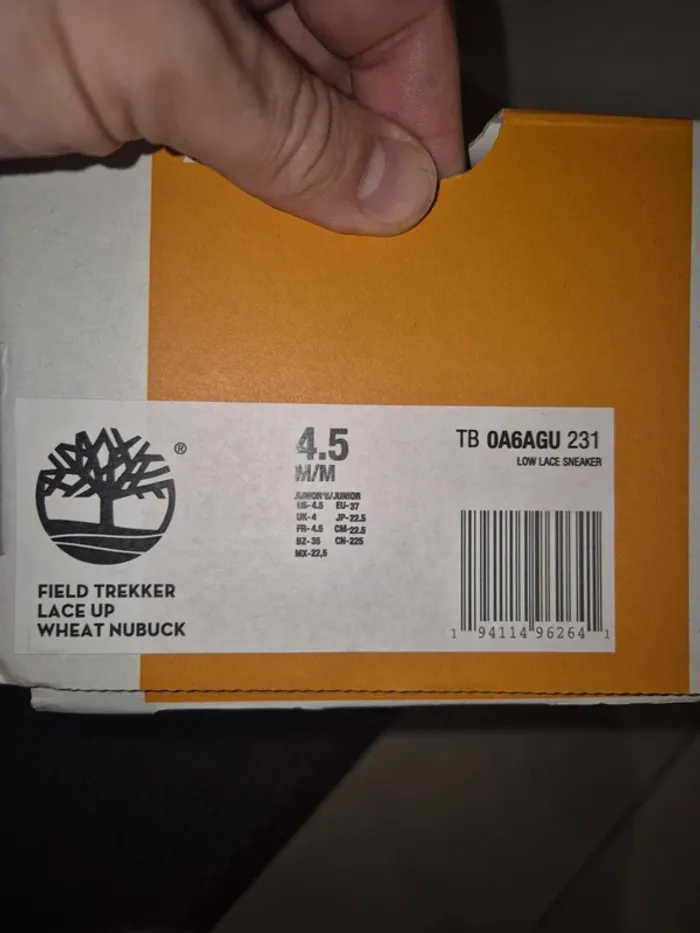 ®
4.5
M/M
JUNIOR'S/JUNIOR
US-4.5 EU-37
UK-4 JP-22.5
FR-4.5 CM-22.5
BZ-35 CN-225
MX-22,5
TB 0A6AGU 231
LOW LACE SNEAKER
FIELD TREKKER
LACE UP
WHEAT NUBUCK
1 94114 96264 1